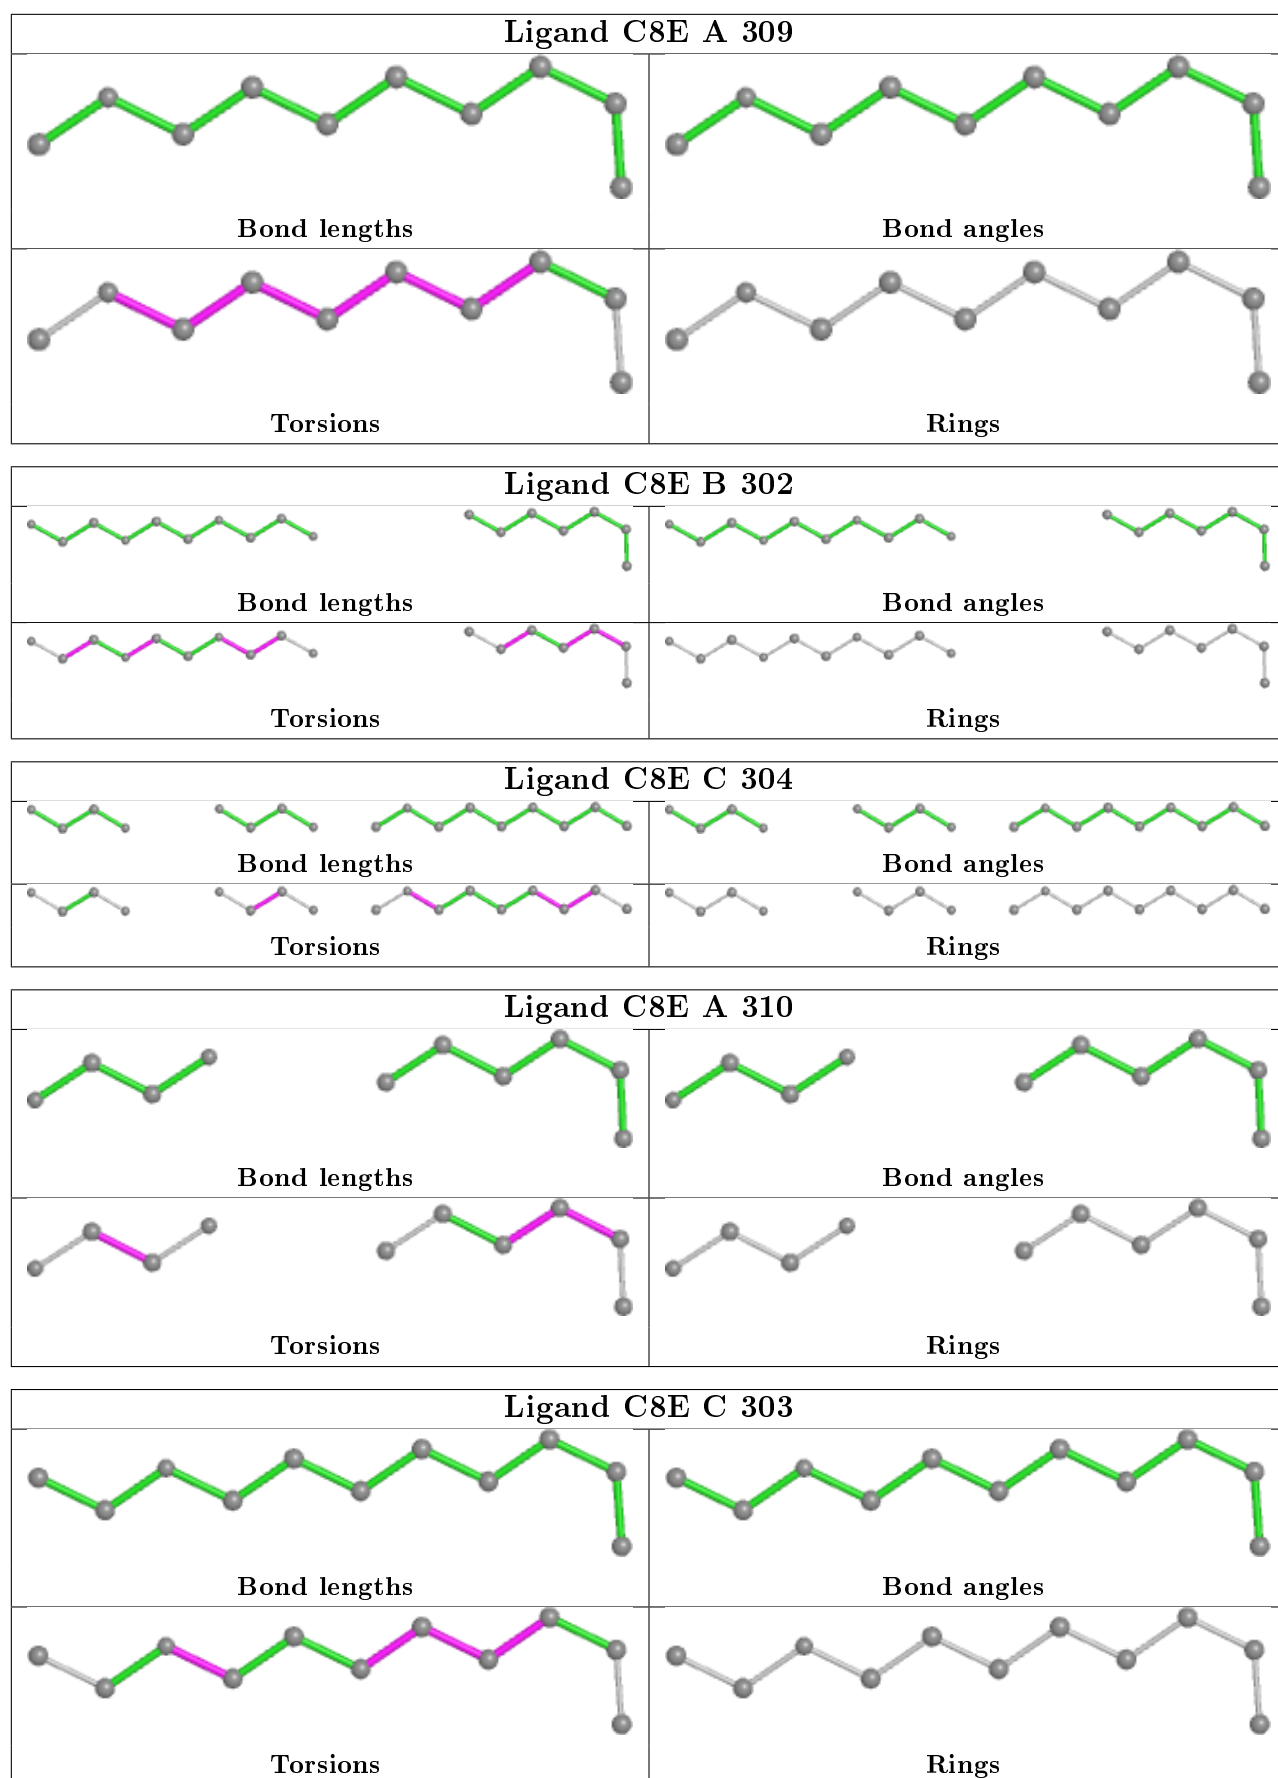 Ligand C8E A 309
Bond lengths
Bond angles
Torsions
Rings
Ligand C8E B 302
Bond lengths
Bond angles
Torsions
Rings
Ligand C8E C 304
Bond lengths
Bond angles
Torsions
Rings
Ligand C8E A 310
Bond lengths
Bond angles
Torsions
Rings
Ligand C8E C 303
Bond lengths
Bond angles
Torsions
Rings